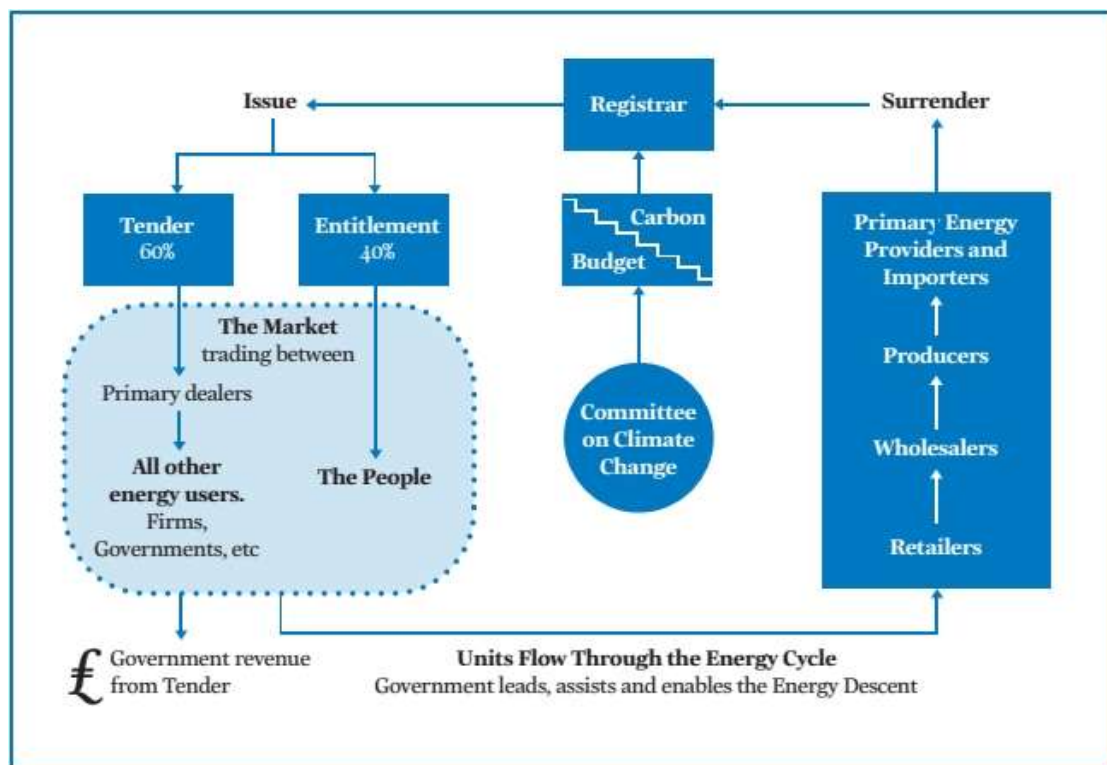 Issue
Registrar
Surrender
Tender
60%
Entitlement
40%
Carbon
Budget
Primary Energy
Providers and
Importers
Producers
Wholesalers
Retailers
The Market
trading between
Primary dealers
All other
energy users.
Firms,
Governments, etc
The People
Committee
on Climate
Change
£ Government revenue
from Tender
Units Flow Through the Energy Cycle
Government leads, assists and enables the Energy Descent